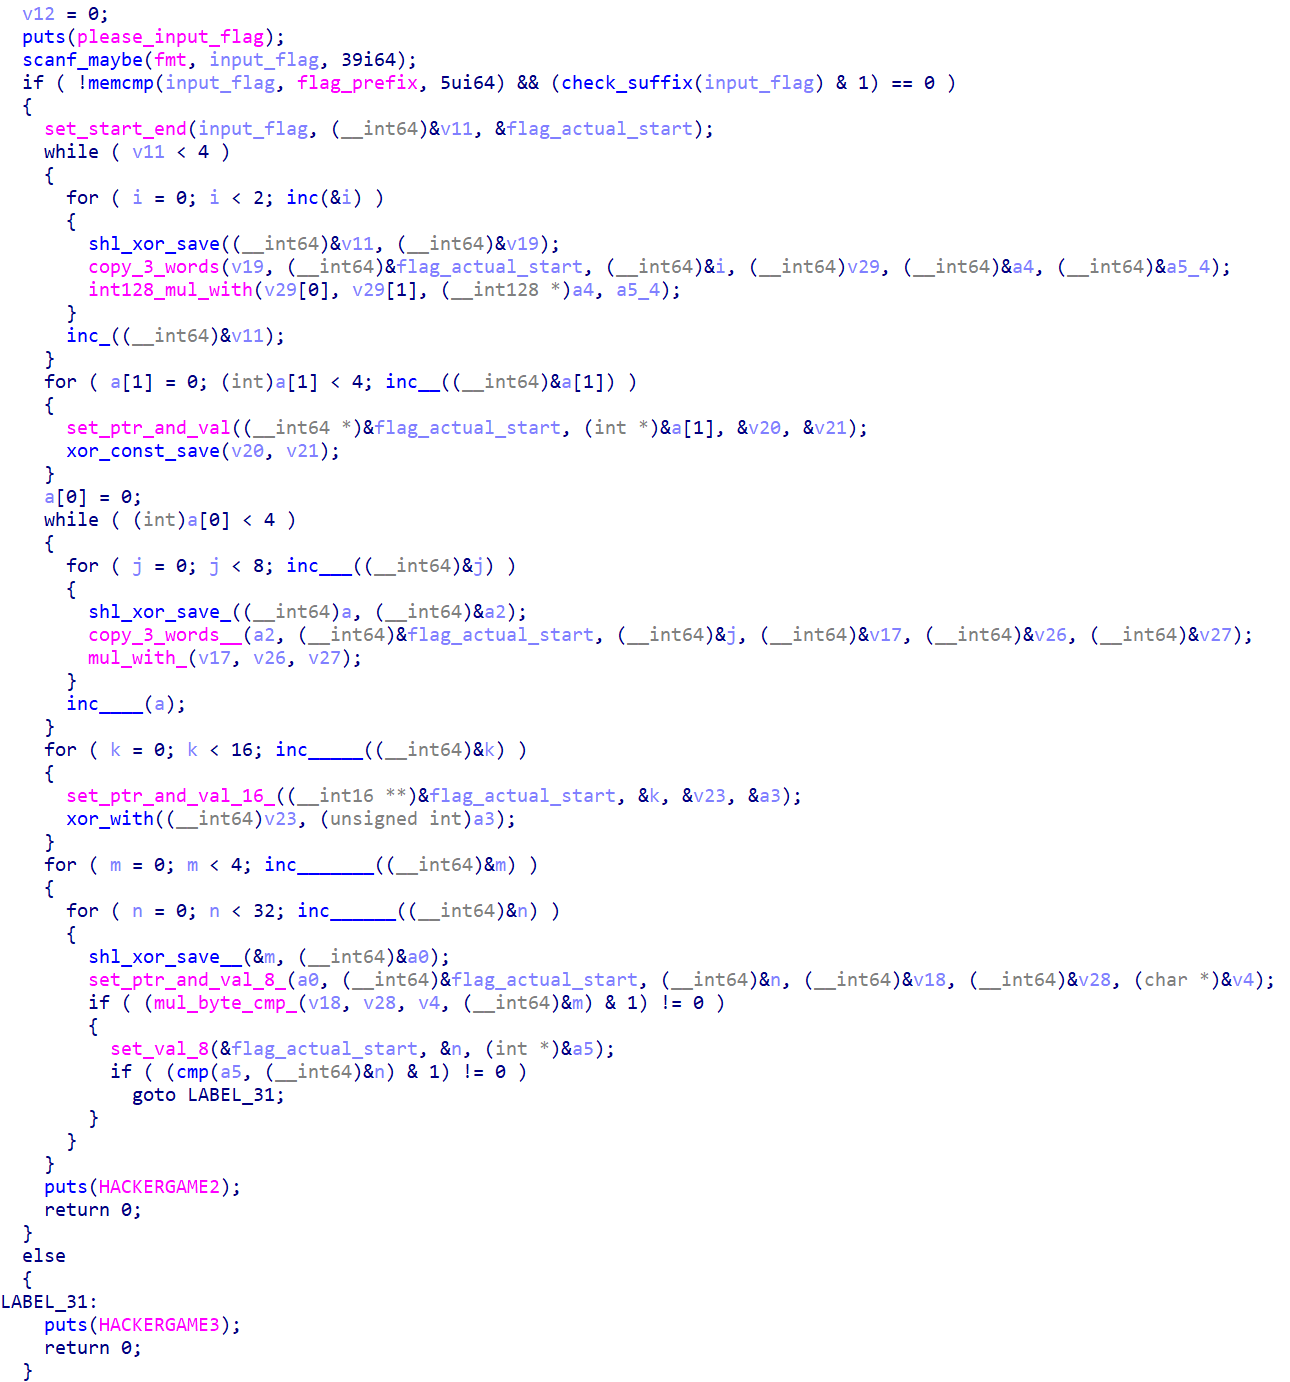 v12 = 0;
puts(please_input_flag);
scanf_maybe(fmt, input_flag, 39i64);
if ( !memcmp(input_flag, flag_prefix, 5ui64) && (check_suffix(input_flag) & 1) == 0 )
{
set_start_end(input_flag, (__int64)&v11, &flag_actual_start);
while ( v11 < 4 )
{
for ( i = 0; i < 2; inc(&i) )
{
shl_xor_save((__int64)&v11, (__int64)&v19);
copy_3_words(v19, (__int64)&flag_actual_start, (__int64)&i, (__int64)v29, (__int64)&a4, (__int64)&a5_4);
int128_mul_with(v29[0], v29[1], (__int128 *)a4, a5_4);
}
inc_((__int64)&v11);
}
for ( a[1] = 0; (int)a[1] < 4; inc__((__int64)&a[1]) )
{
set_ptr_and_val((__int64 *)&flag_actual_start, (int *)&a[1], &v20, &v21);
xor_const_save(v20, v21);
}
a[0] = 0;
while ( (int)a[0] < 4 )
{
for ( j = 0; j < 8; inc___((__int64)&j) )
{
shl_xor_save_((__int64)a, (__int64)&a2);
copy_3_words__(a2, (__int64)&flag_actual_start, (__int64)&j, (__int64)&v17, (__int64)&v26, (__int64)&v27);
mul_with_(v17, v26, v27);
}
inc____(a);
}
for ( k = 0; k < 16; inc_____((__int64)&k) )
{
set_ptr_and_val_16_((__int16 **)&flag_actual_start, &k, &v23, &a3);
xor_with((__int64)v23, (unsigned int)a3);
}
for ( m = 0; m < 4; inc_______((__int64)&m) )
{
for ( n = 0; n < 32; inc______((__int64)&n) )
{
shl_xor_save__(&m, (__int64)&a0);
set_ptr_and_val_8_(a0, (__int64)&flag_actual_start, (__int64)&n, (__int64)&v18, (__int64)&v28, (char *)&v4);
if ( (mul_byte_cmp_(v18, v28, v4, (__int64)&m) & 1) != 0 )
{
set_val_8(&flag_actual_start, &n, (int *)&a5);
if ( (cmp(a5, (__int64)&n) & 1) != 0 )
goto LABEL_31;
}
}
}
puts(HACKERGAME2);
return 0;
}
else
{
LABEL_31:
puts(HACKERGAME3);
return 0;
}